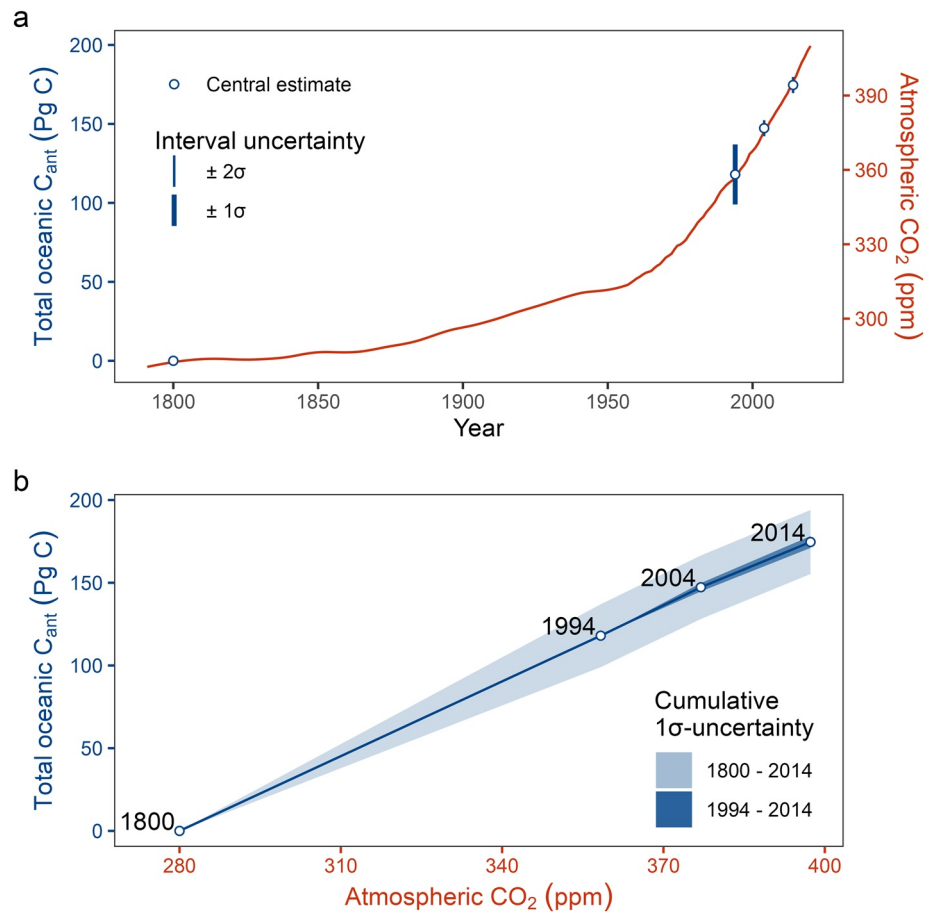 a
Total oceanic Cant (Pg C)
200
150
100
50
0
Central estimate
Interval uncertainty
± 2σ
± 1σ
390
360
330
300
Atmospheric CO2 (ppm)
1800
1850
1900
1950
2000
Year
b
Total oceanic Cant (Pg C)
200
150
100
50
0
1800
1994
2004
2014
Cumulative
1σ-uncertainty
1800 - 2014
1994 - 2014
280
310
340
370
400
Atmospheric CO2 (ppm)